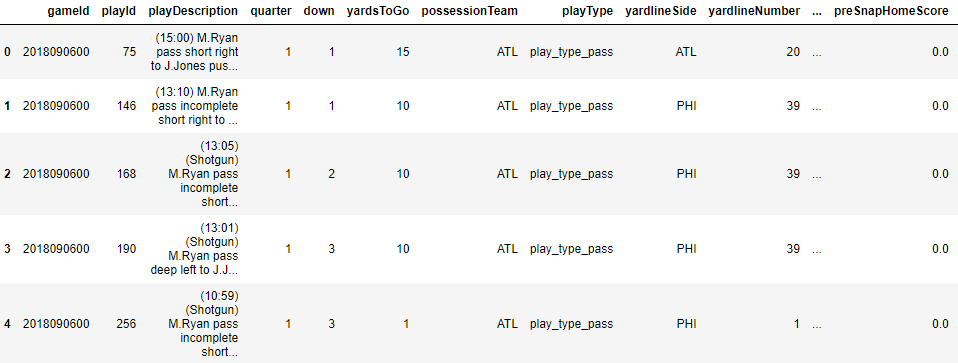 gameId playId playDescription quarter down yardsToGo possessionTeam playType yardlineSide yardlineNumber ... preSnapHomeScore
(15:00) M.Ryan
0 2018090600 75 pass short right 1 1 15 ATL play_type_pass ATL 20 ... 0.0
to J.Jones pus...
(13:10) M.Ryan
1 2018090600 146 pass incomplete 1 1 10 ATL play_type_pass PHI 39 ... 0.0
short right to ...
(13:05)
(Shotgun)
2 2018090600 168 M.Ryan pass 1 2 10 ATL play_type_pass PHI 39 ... 0.0
incomplete
short...
(13:01)
(Shotgun)
3 2018090600 190 M.Ryan pass 1 3 10 ATL play_type_pass PHI 39 ... 0.0
deep left to J.J...
(10:59)
(Shotgun)
4 2018090600 256 M.Ryan pass 1 3 1 ATL play_type_pass PHI 1 ... 0.0
incomplete
short...